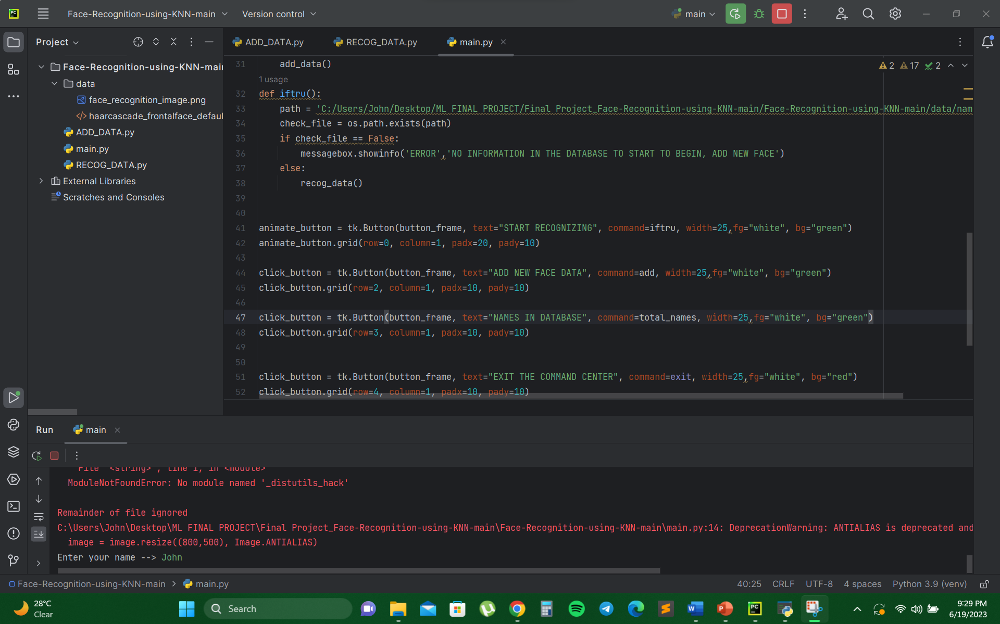 Face-Recognition-using-KNN-main
Version control
main
Project
ADD_DATA.py
RECOG_DATA.py
main.py
Face-Recognition-using-KNN-mai
data
face_recognition_image.png
haarcascade_frontalface_defaul
ADD_DATA.py
main.py
RECOG_DATA.py
External Libraries
Scratches and Consoles
2 17 2
31 add_data()
1 usage
32 def iftru():
33 path = 'C:/Users/John/Desktop/ML FINAL PROJECT/Final Project_Face-Recognition-using-KNN-main/Face-Recognition-using-KNN-main/data/nam
34 check_file = os.path.exists(path)
35 if check_file == False:
36 messagebox.showinfo('ERROR','NO INFORMATION IN THE DATABASE TO START TO BEGIN, ADD NEW FACE')
37 else:
38 recog_data()
39
40
41 animate_button = tk.Button(button_frame, text="START RECOGNIZING", command=iftru, width=25,fg="white", bg="green")
42 animate_button.grid(row=0, column=1, padx=20, pady=10)
43
44 click_button = tk.Button(button_frame, text="ADD NEW FACE DATA", command=add, width=25,fg="white", bg="green")
45 click_button.grid(row=2, column=1, padx=10, pady=10)
46
47 click_button = tk.Button(button_frame, text="NAMES IN DATABASE", command=total_names, width=25,fg="white", bg="green")
48 click_button.grid(row=3, column=1, padx=10, pady=10)
49
50
51 click_button = tk.Button(button_frame, text="EXIT THE COMMAND CENTER", command=exit, width=25,fg="white", bg="red")
52 click_button.grid(row=4, column=1, padx=10, pady=10)
Run
main
File "<string>", line 1, in <module>
ModuleNotFoundError: No module named '_distutils_hack'
Remainder of file ignored
C:\Users\John\Desktop\ML FINAL PROJECT\Final Project_Face-Recognition-using-KNN-main\Face-Recognition-using-KNN-main\main.py:14: DeprecationWarning: ANTIALIAS is deprecated and
image = image.resize((800,500), Image.ANTIALIAS)
Enter your name --> John
Face-Recognition-using-KNN-main > main.py
40:25 CRLF UTF-8 4 spaces Python 3.9 (venv)
28°C
Clear
Search
9:29 PM
6/19/2023